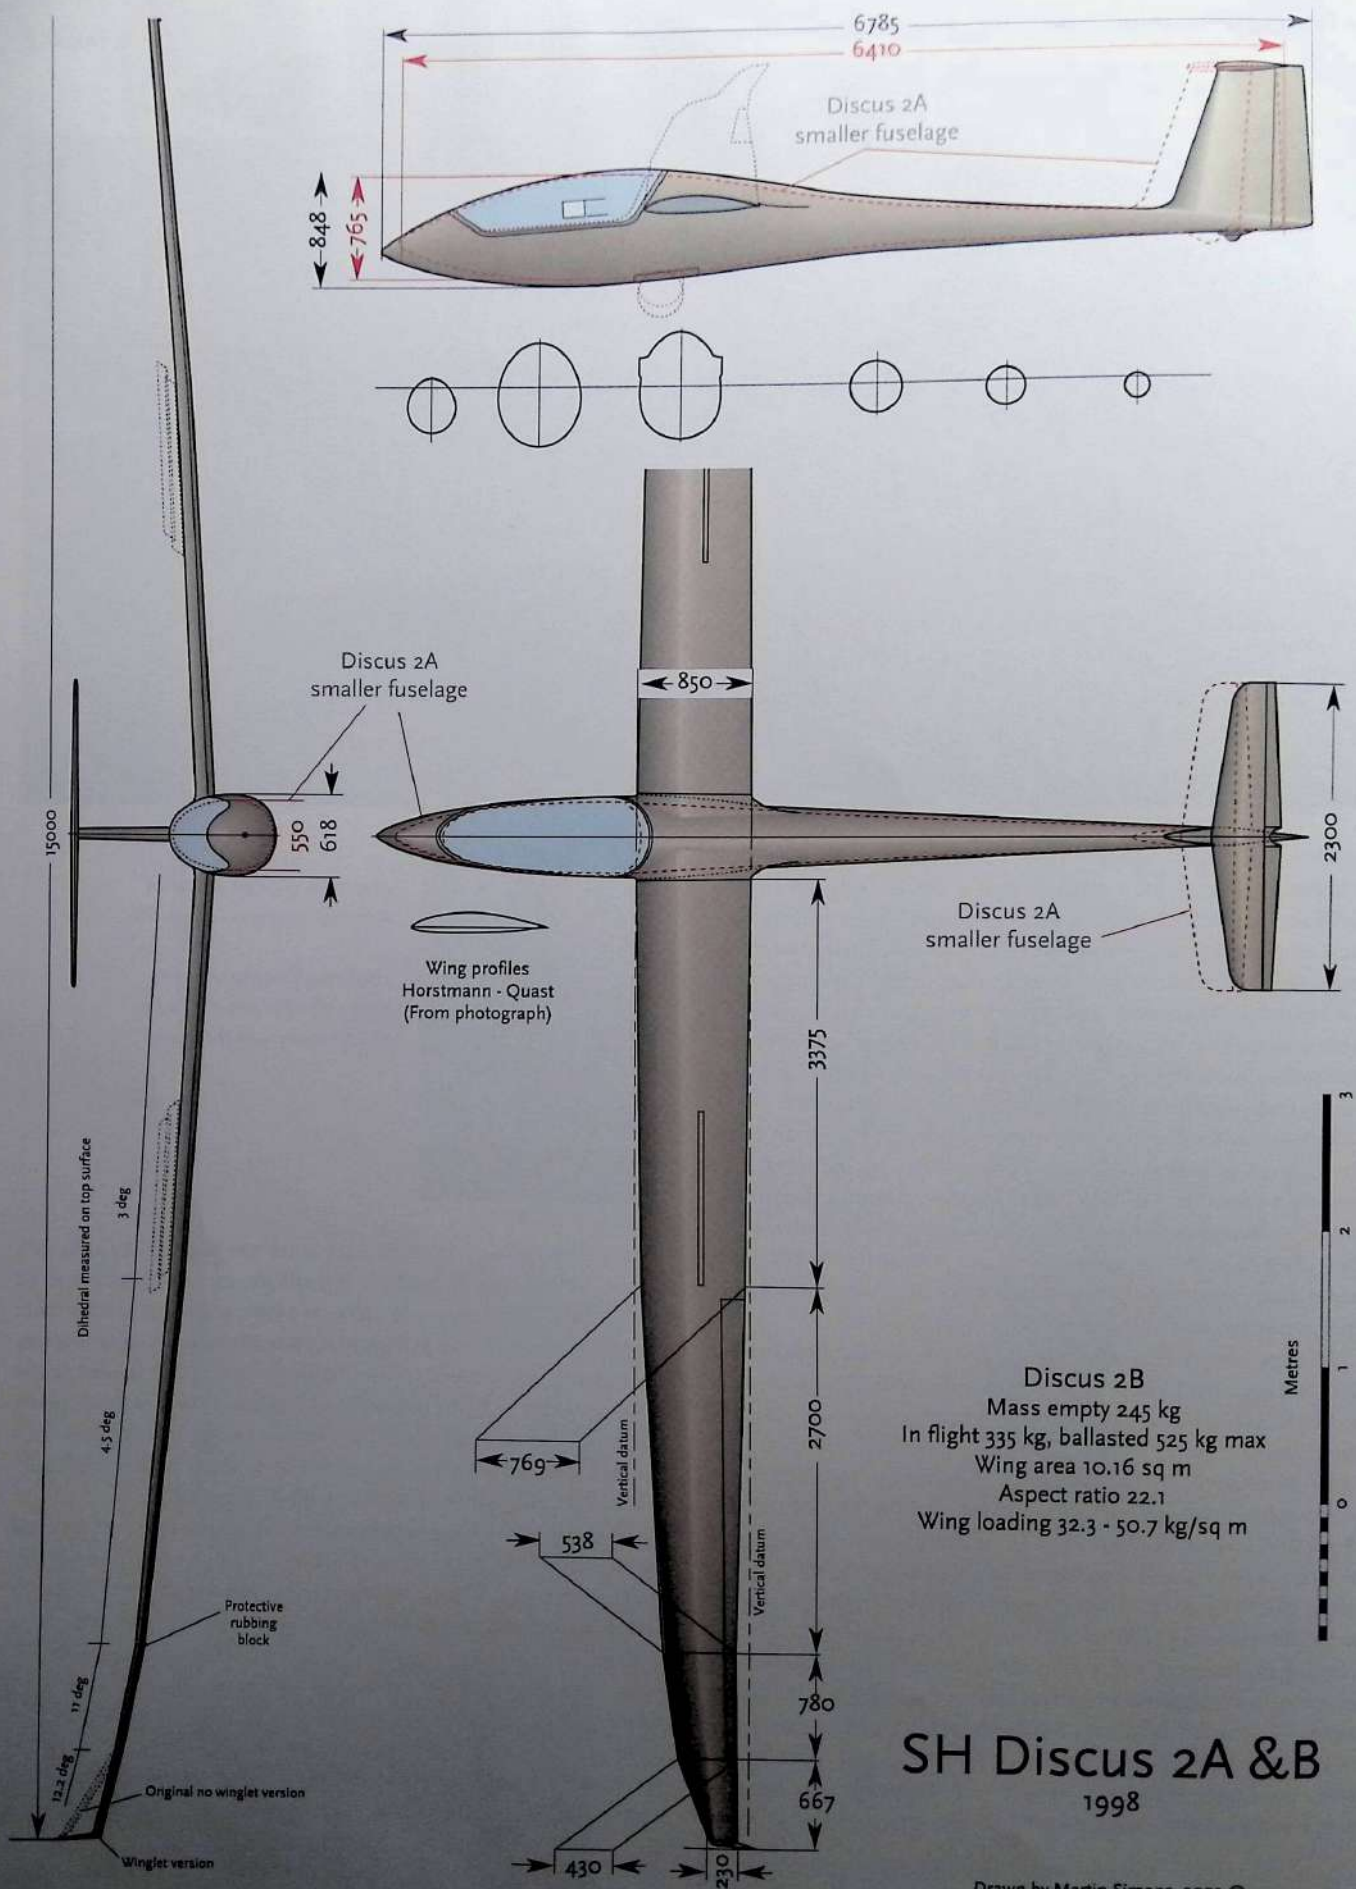 6785
6410
Discus 2A
smaller fuselage
848
765
Discus 2A
smaller fuselage
850
15000
550
618
2300
Discus 2A
smaller fuselage
Wing profiles
Horstmann - Quast
(From photograph)
3375
Dihedral measured on top surface
3 deg
4.5 deg
11 deg
12.2 deg
3
2
1
0
Metres
2700
769
Vertical datum
538
Vertical datum
Discus 2B
Mass empty 245 kg
In flight 335 kg, ballasted 525 kg max
Wing area 10.16 sq m
Aspect ratio 22.1
Wing loading 32.3 - 50.7 kg/sq m
Protective
rubbing
block
780
Original no winglet version
667
Winglet version
430
230
SH Discus 2A &B
1998
Drawn by Martin Simons